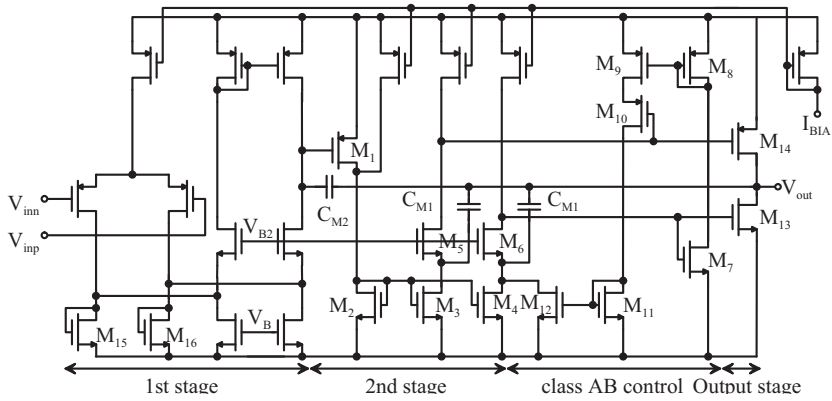 M9
M8
M10
IBIA
M1
M14
Vinn
Vout
CM2
CM1
CM1
M13
Vinp
VB2
M5
M6
M7
M2
M3
M4
M12
M11
M15
M16
VB
1st stage
2nd stage
class AB control
Output stage